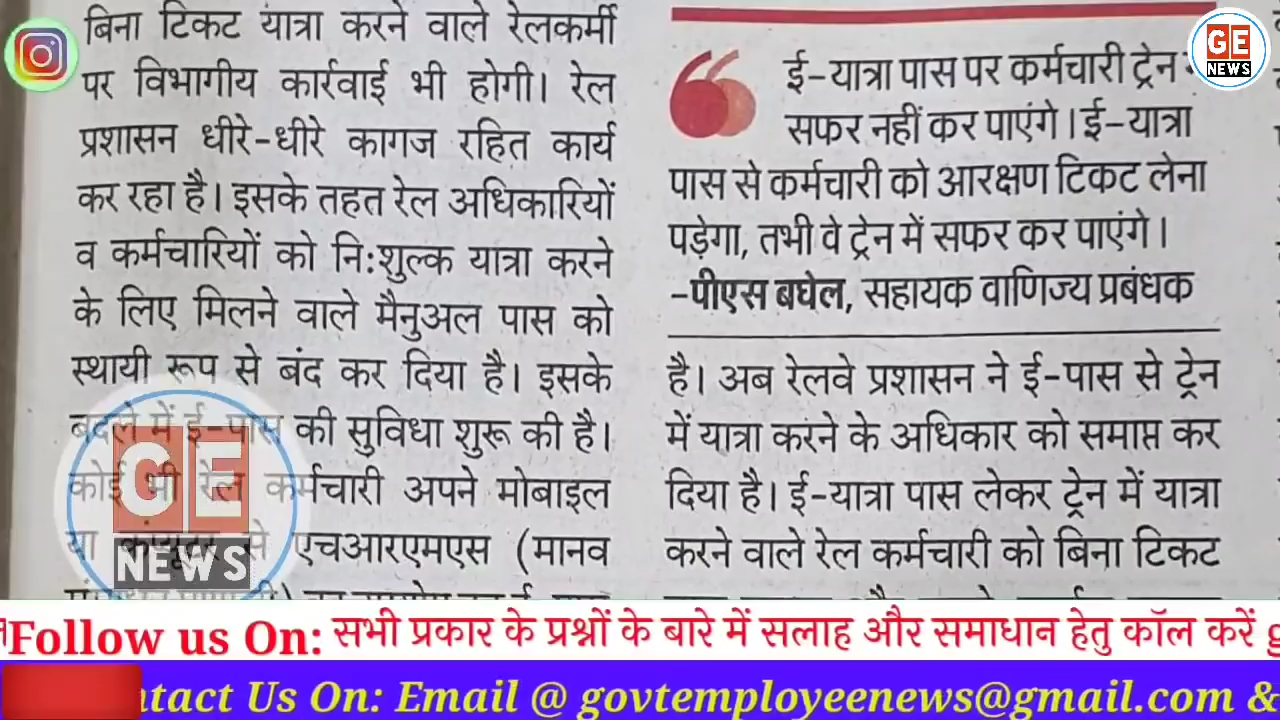 बिना टिकट यात्रा करने वाले रेलकर्मी
पर विभागीय कार्रवाई भी होगी। रेल
प्रशासन धीरे-धीरे कागज रहित कार्य
कर रहा है। इसके तहत रेल अधिकारियों
व कर्मचारियों को नि:शुल्क यात्रा करने
के लिए मिलने वाले मैनुअल पास को
स्थायी रूप से बंद कर दिया है। इसके
बदले में ई-पास की सुविधा शुरू की है।
कोई भी रेल कर्मचारी अपने मोबाइल
या कंप्यूटर से एचआरएमएस (मानव
ई-यात्रा पास पर कर्मचारी ट्रेन
सफर नहीं कर पाएंगे। ई-यात्रा
पास से कर्मचारी को आरक्षण टिकट लेना
पड़ेगा, तभी वे ट्रेन में सफर कर पाएंगे।
-पीएस बघेल, सहायक वाणिज्य प्रबंधक
है। अब रेलवे प्रशासन ने ई-पास से ट्रेन
में यात्रा करने के अधिकार को समाप्त कर
दिया है। ई-यात्रा पास लेकर ट्रेन में यात्रा
करने वाले रेल कर्मचारी को बिना टिकट
GE
NEWS
GE
NEWS
Follow us On: सभी प्रकार के प्रश्नों के बारे में सलाह और समाधान हेतु कॉल करें
ntact Us On: Email @ govtemployeenews@gmail.com &